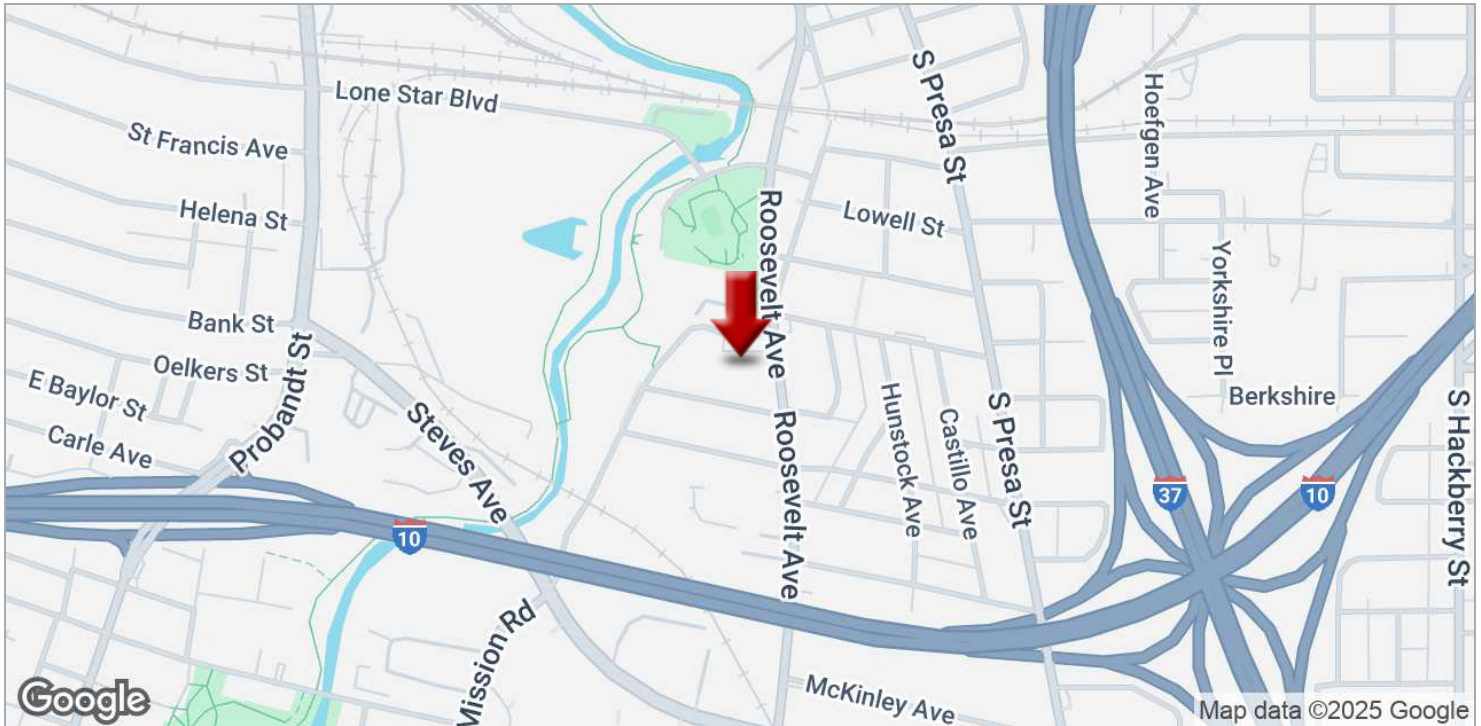 Lone Star Blvd
St Francis Ave
Helena St
Bank St
Oelkers St
E Baylor St
Carle Ave
Probandt St
Steves Ave
10
Mission Rd
Roosevelt Ave
Roosevelt Ave
S Presa St
Lowell St
Hoefgen Ave
Yorkshire Pl
Berkshire
Hunstock Ave
Castillo Ave
S Presa St
37
10
S Hackberry St
McKinley Ave
Google
Map data ©2025 Google